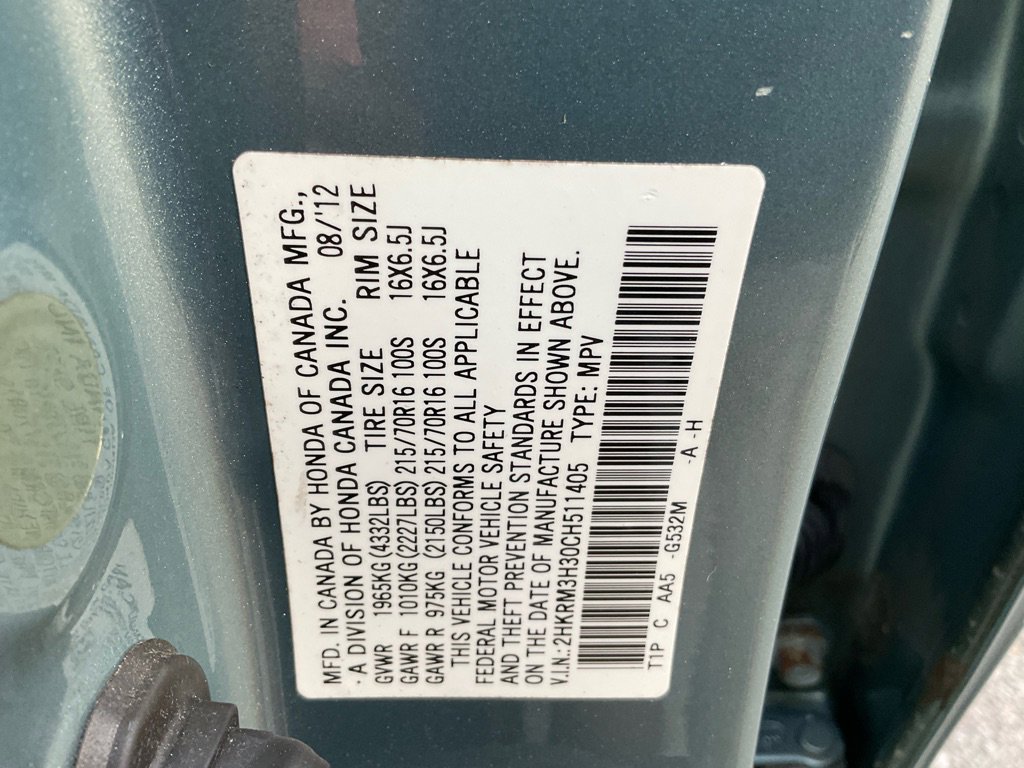 MFD. IN CANADA BY HONDA OF CANADA MFG.,
A DIVISION OF HONDA CANADA INC. 08/'12
GVWR 1965KG (4332LBS) TIRE SIZE RIM SIZE
GAWR F 1010KG (2227LBS) 215/70R16 100S 16X6.5J
GAWR R 975KG (2150LBS) 215/70R16 100S 16X6.5J
THIS VEHICLE CONFORMS TO ALL APPLICABLE
FEDERAL MOTOR VEHICLE SAFETY
AND THEFT PREVENTION STANDARDS IN EFFECT
ON THE DATE OF MANUFACTURE SHOWN ABOVE.
V.I.N.: 2HKRM3H30CH511405 TYPE: MPV
T1P C AA5 -G532M -A -H